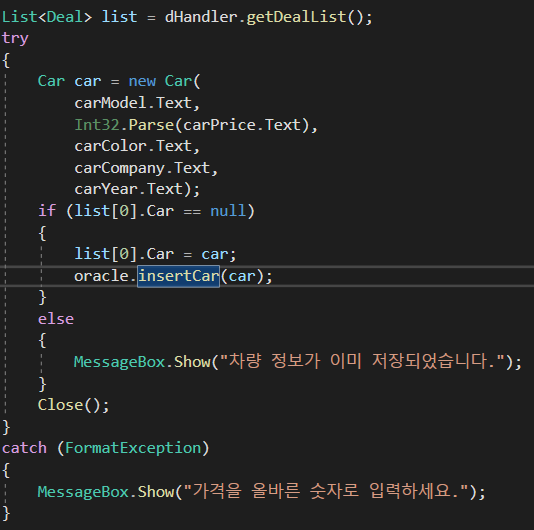 List<Deal> list = dHandler.getDealList();
try
{
Car car = new Car(
carModel.Text,
Int32.Parse(carPrice.Text),
carColor.Text,
carCompany.Text,
carYear.Text);
if (list[0].Car == null)
{
list[0].Car = car;
oracle.insertCar(car);
}
else
{
MessageBox.Show("차량 정보가 이미 저장되었습니다.");
}
Close();
}
catch (FormatException)
{
MessageBox.Show("가격을 올바른 숫자로 입력하세요.");
}